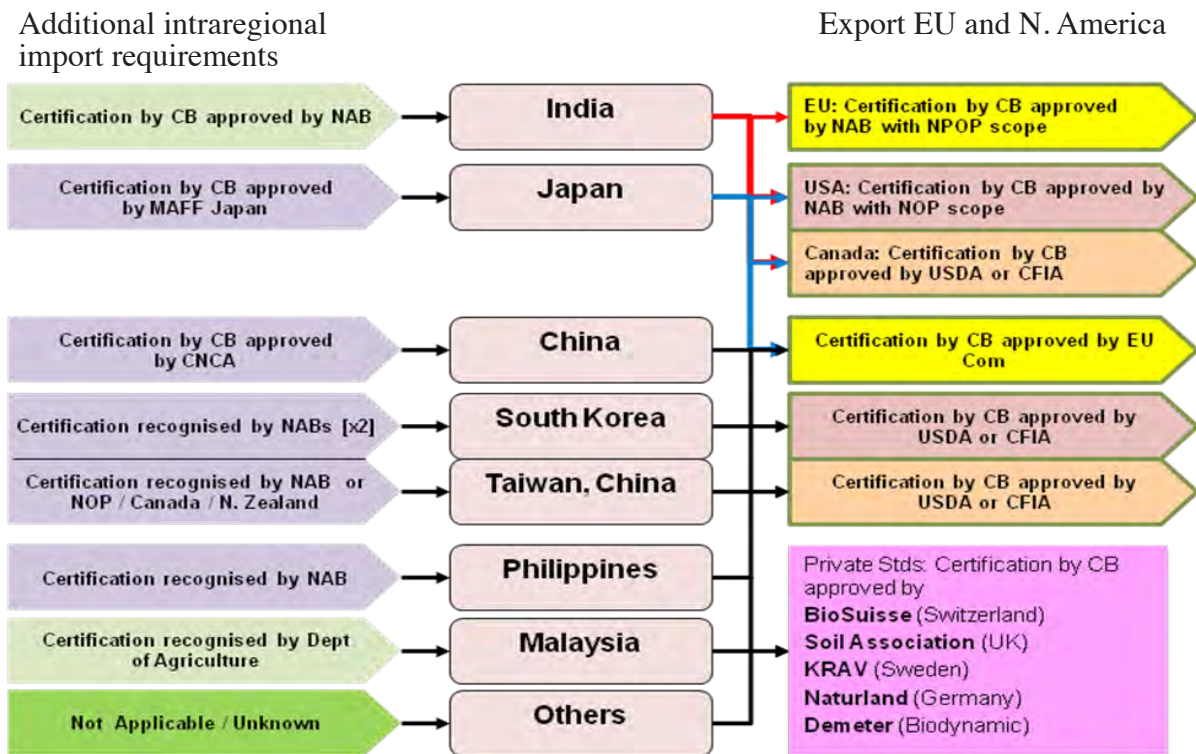 Additional intraregional
import requirements
Export EU and N. America
Certification by CB approved by NAB
India
EU: Certification by CB approved
by NAB with NPOP scope
Certification by CB approved
by MAFF Japan
Japan
USA: Certification by CB approved by
NAB with NOP scope
Canada: Certification by CB
approved by USDA or CFIA
Certification by CB approved
by CNCA
China
Certification by CB approved by EU
Com
Certification recognised by NABs [x2]
South Korea
Certification by CB approved by
USDA or CFIA
Certification recognised by NAB or
NOP / Canada / N. Zealand
Taiwan, China
Certification by CB approved by
USDA or CFIA
Certification recognised by NAB
Philippines
Private Stds: Certification by CB
approved by
BioSuisse (Switzerland)
Soil Association (UK)
KRAV (Sweden)
Naturland (Germany)
Demeter (Biodynamic)
Certification recognised by Dept
of Agriculture
Malaysia
Not Applicable / Unknown
Others